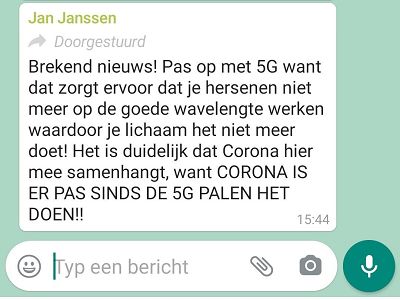 Jan Janssen
Doorgestuurd
Brekend nieuws! Pas op met 5G want
dat zorgt ervoor dat je hersenen niet
meer op de goede wavelengte werken
waardoor je lichaam het niet meer
doet! Het is duidelijk dat Corona hier
mee samenhangt, want CORONA IS
ER PAS SINDS DE 5G PALEN HET
DOEN!!
15:44
Typ een bericht